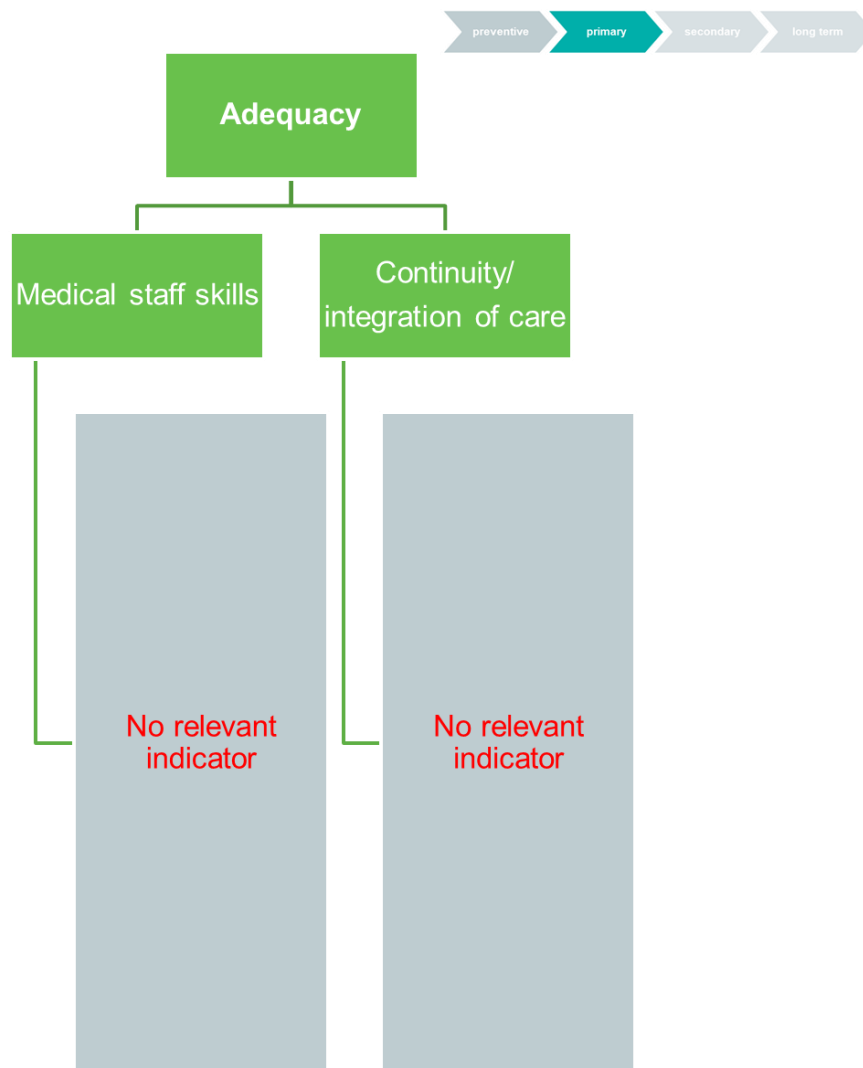 preventive primary secondary long term
Adequacy
Medical staff skills
Continuity/
integration of care
No relevant
indicator
No relevant
indicator